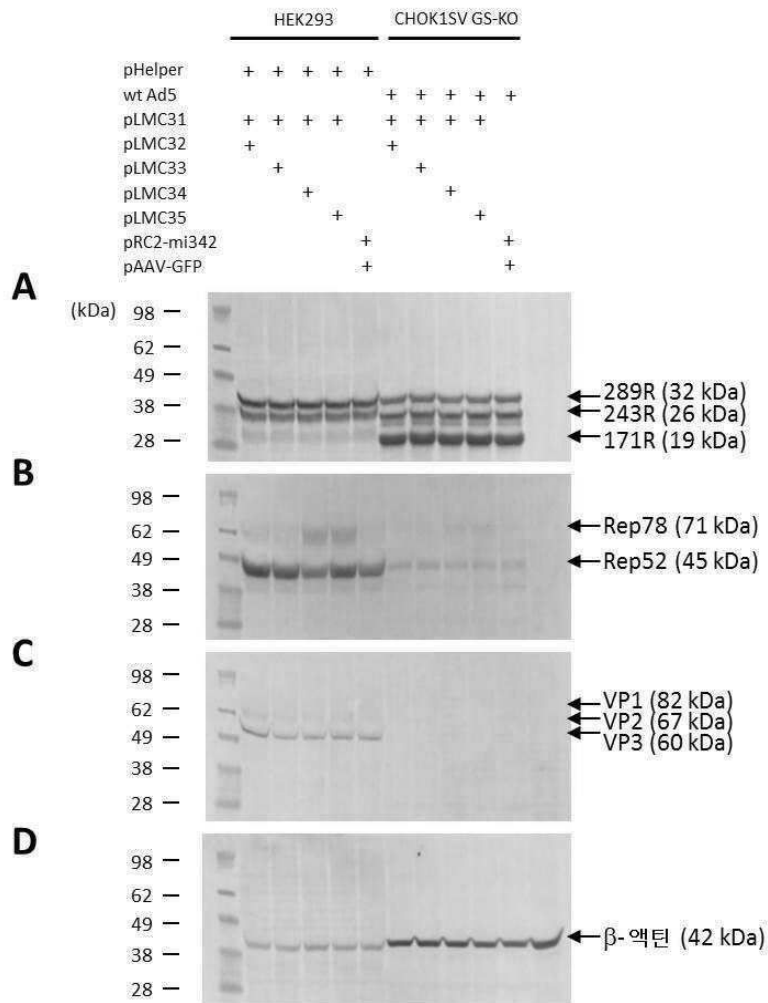 HEK293 CHOK1SV GS-KO
pHelper + + + + +
wt Ad5 + + + + +
pLMC31 + + + + + + + +
pLMC32 + +
pLMC33 + +
pLMC34 + +
pLMC35 + +
pRC2-mi342 + +
pAAV-GFP + +
A
(kDa) 98
62
49
38
28
289R (32 kDa)
243R (26 kDa)
171R (19 kDa)
B
98
62
49
38
28
Rep78 (71 kDa)
Rep52 (45 kDa)
C
98
62
49
38
28
VP1 (82 kDa)
VP2 (67 kDa)
VP3 (60 kDa)
D
98
62
49
38
28
β- 액틴 (42 kDa)